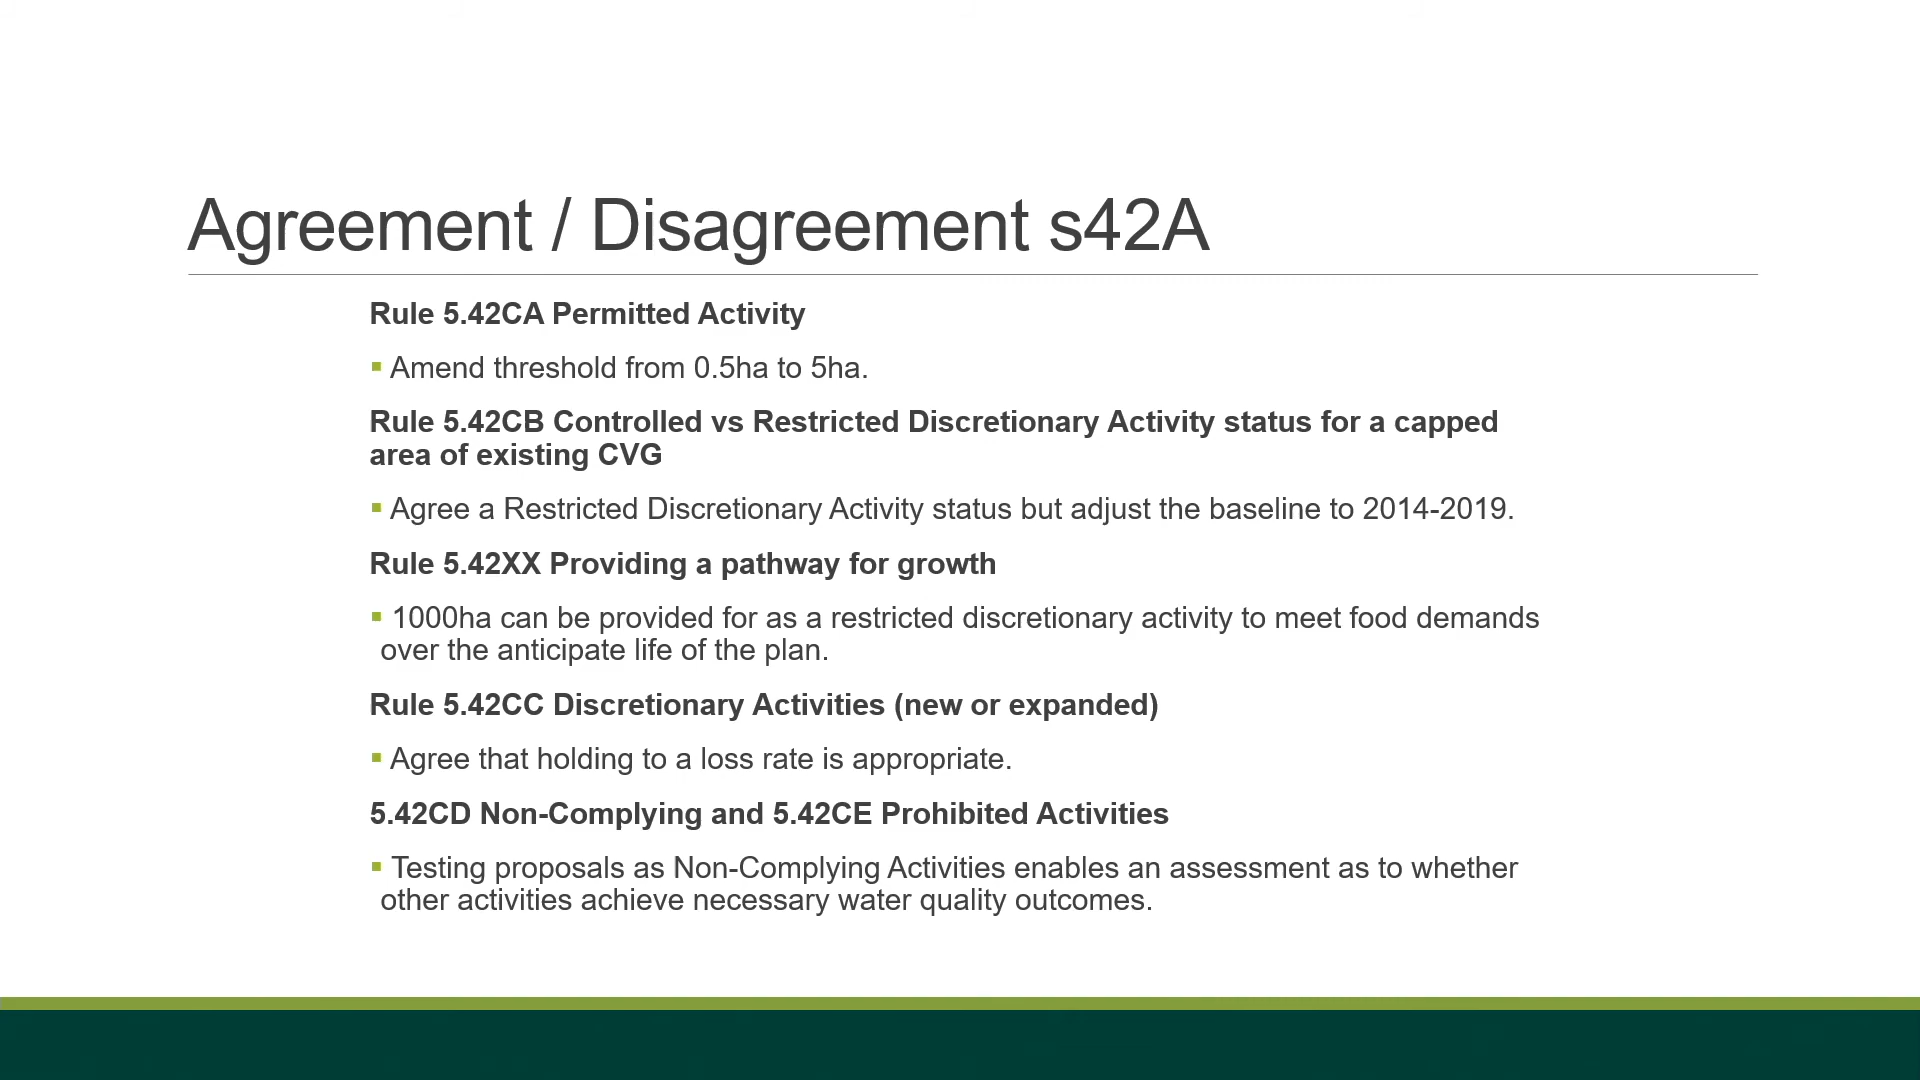 Agreement / Disagreement s42A
Rule 5.42CA Permitted Activity
▪ Amend threshold from 0.5ha to 5ha.
Rule 5.42CB Controlled vs Restricted Discretionary Activity status for a capped
area of existing CVG
▪ Agree a Restricted Discretionary Activity status but adjust the baseline to 2014-2019.
Rule 5.42XX Providing a pathway for growth
▪ 1000ha can be provided for as a restricted discretionary activity to meet food demands
over the anticipate life of the plan.
Rule 5.42CC Discretionary Activities (new or expanded)
▪ Agree that holding to a loss rate is appropriate.
5.42CD Non-Complying and 5.42CE Prohibited Activities
▪ Testing proposals as Non-Complying Activities enables an assessment as to whether
other activities achieve necessary water quality outcomes.